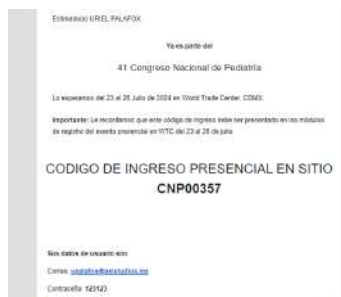 Estimado(a) URIEL PALAFOX
Ya es parte del
41 Congreso Nacional de Pediatría
Lo esperamos del 23 al 26 Julio de 2024 en World Trade Center, CDMX.
Importante: Le recordamos que este código de ingreso debe ser presentado en los módulos
de registro del evento presencial en WTC del 23 al 26 de julio.
CODIGO DE INGRESO PRESENCIAL EN SITIO
CNP00357
Sus datos de usuario son:
Correo:
Contraseña: 123123